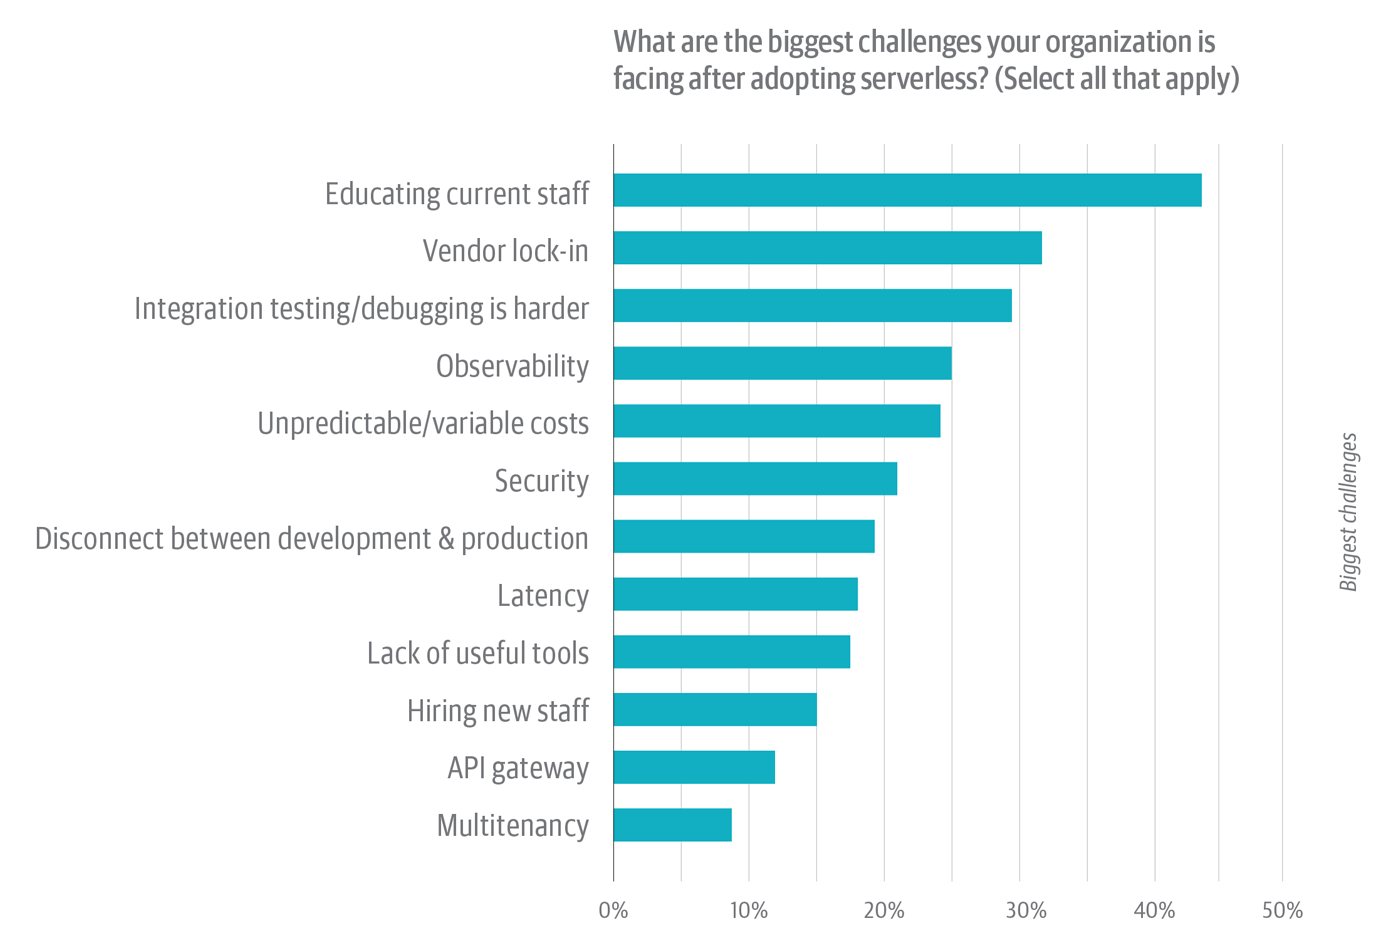 What are the biggest challenges your organization is
facing after adopting serverless? (Select all that apply)
Educating current staff
Vendor lock-in
Integration testing/debugging is harder
Observability
Unpredictable/variable costs
Security
Disconnect between development & production
Latency
Lack of useful tools
Hiring new staff
API gateway
Multitenancy
0% 10% 20% 30% 40% 50%
Biggest challenges